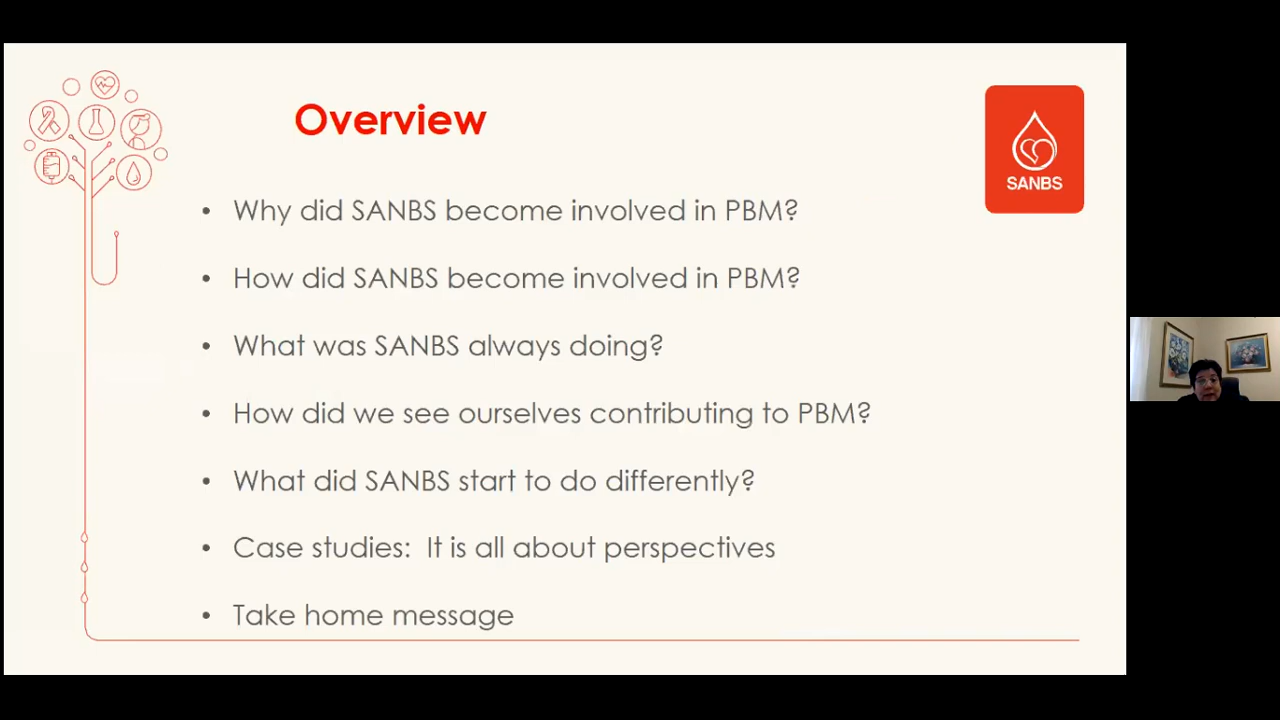 Overview
SANBS
• Why did SANBS become involved in PBM?
• How did SANBS become involved in PBM?
• What was SANBS always doing?
• How did we see ourselves contributing to PBM?
• What did SANBS start to do differently?
• Case studies:  It is all about perspectives
• Take home message